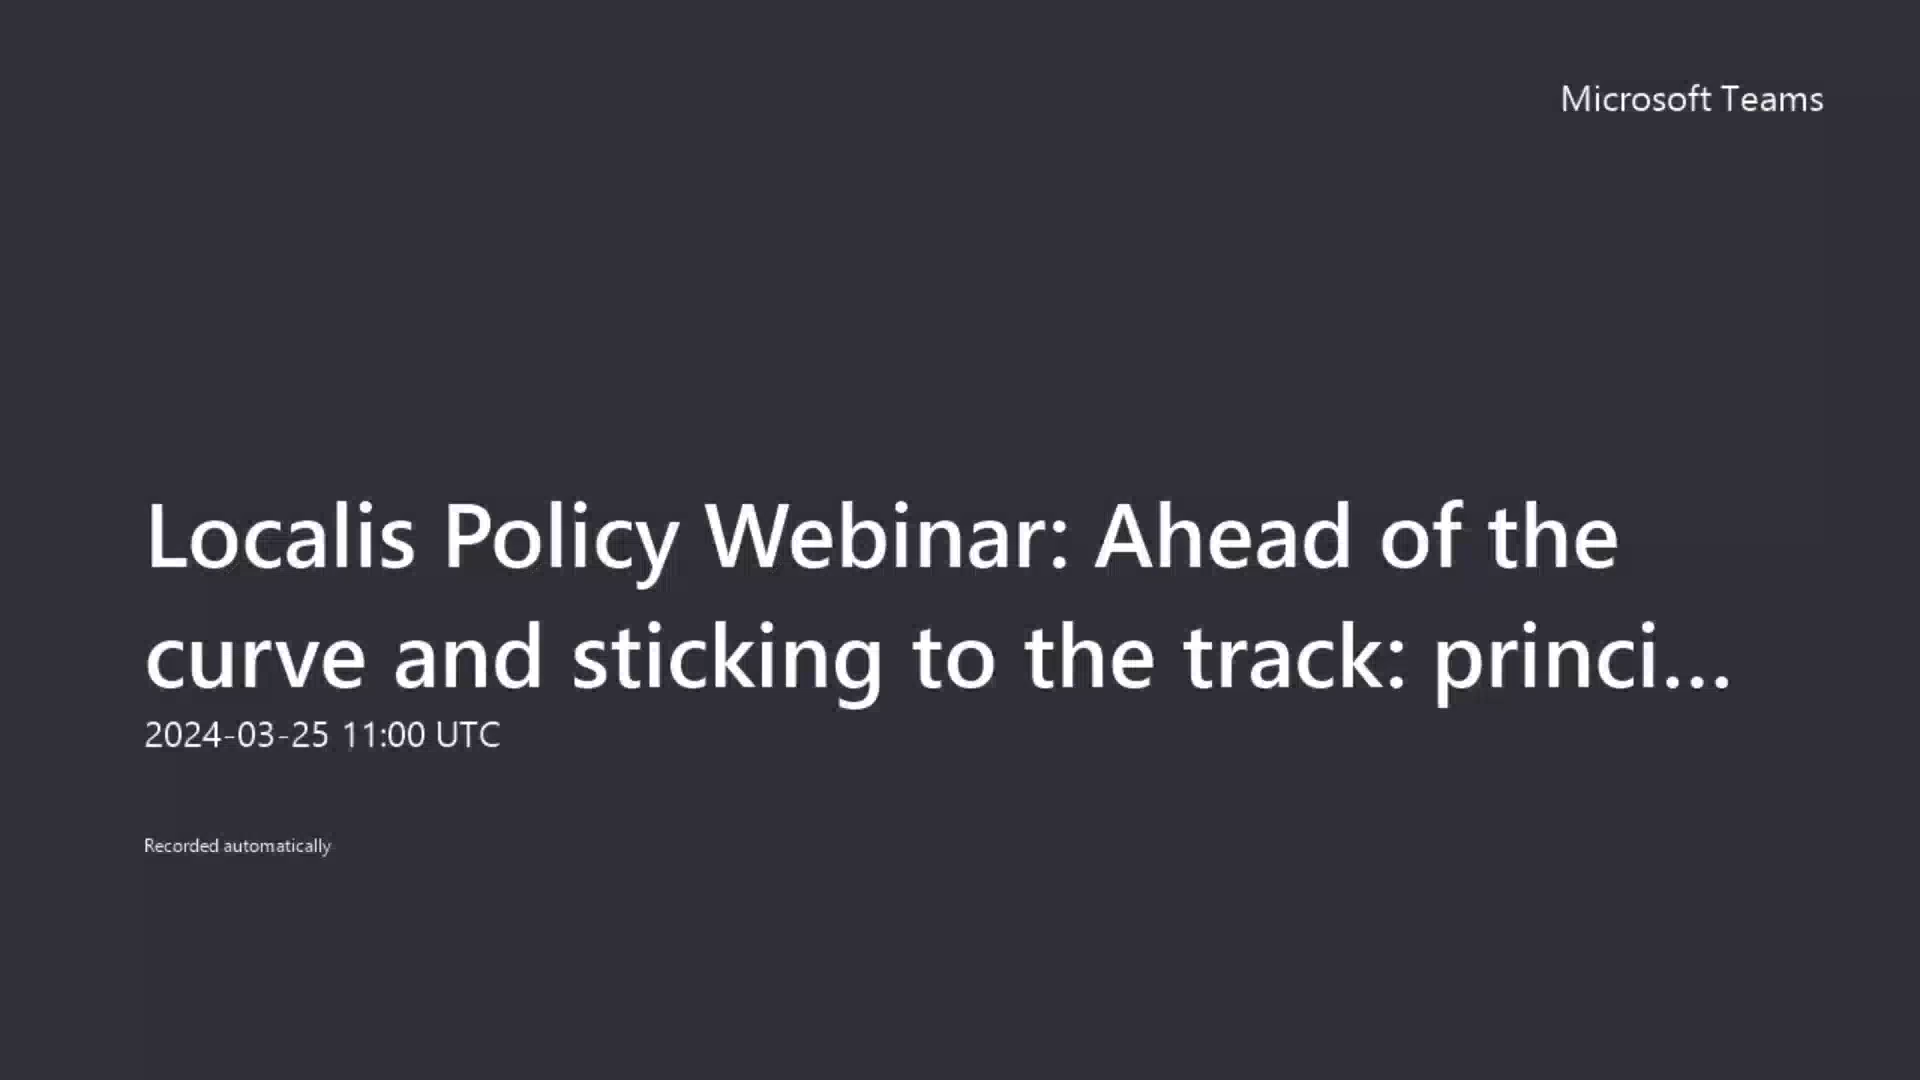 Microsoft Teams
Localis Policy Webinar: Ahead of the
curve and sticking to the track: princi...
2024-03-25 11:00 UTC
Recorded automatically